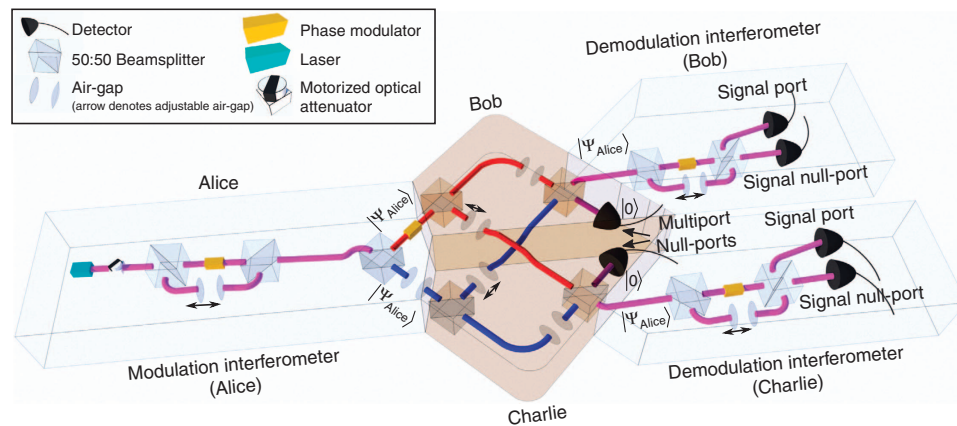 Detector
50:50 Beamsplitter
Air-gap
(arrow denotes adjustable air-gap)
Phase modulator
Laser
Motorized optical
attenuator
Demodulation interferometer
(Bob)
Signal port
Bob
|Ψ_Alice⟩
Signal null-port
Alice
|Ψ_Alice⟩
|0⟩
Multiport
Null-ports
Signal port
|Ψ_Alice⟩
|0⟩
Signal null-port
|Ψ_Alice⟩
Modulation interferometer
(Alice)
Demodulation interferometer
(Charlie)
Charlie